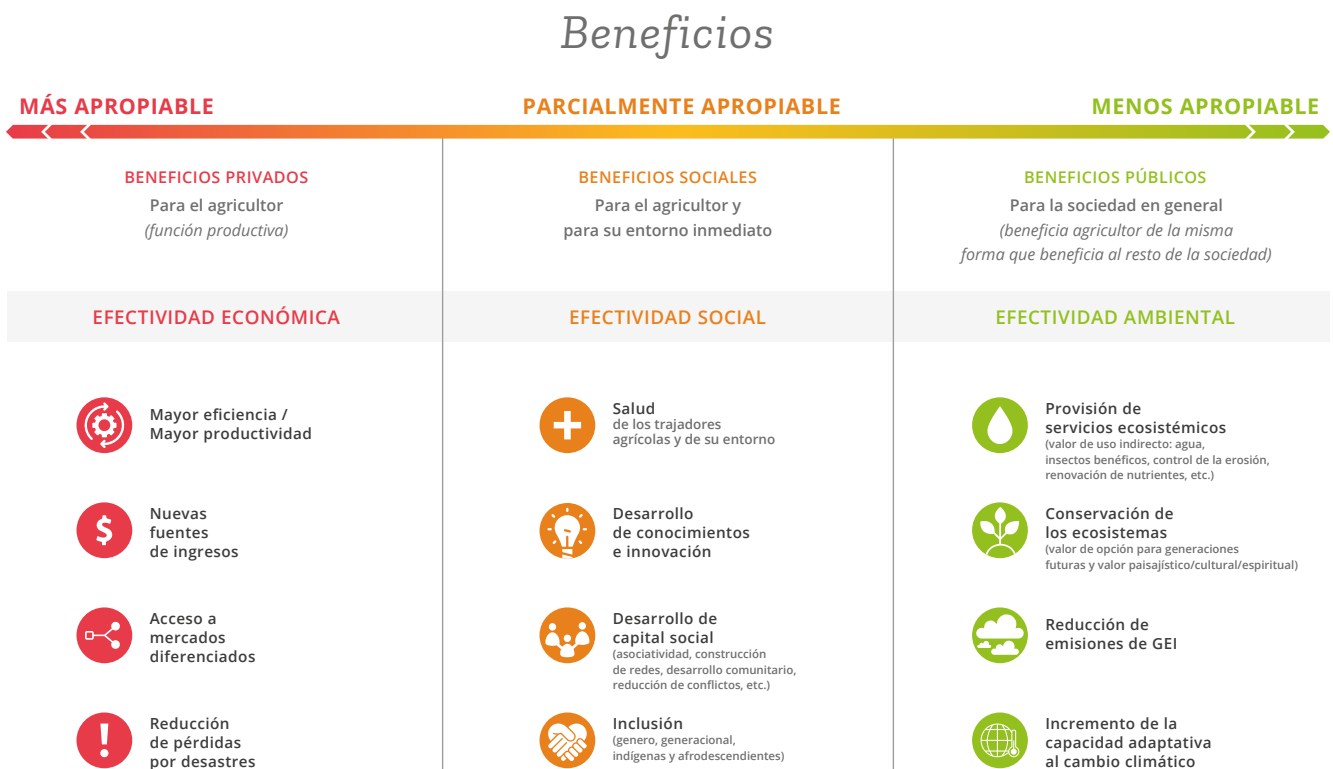 Beneficios
MÁS APROPIABLE
PARCIALMENTE APROPIABLE
MENOS APROPIABLE
BENEFICIOS PRIVADOS
Para el agricultor
(función productiva)
BENEFICIOS SOCIALES
Para el agricultor y
para su entorno inmediato
BENEFICIOS PÚBLICOS
Para la sociedad en general
(beneficia agricultor de la misma
forma que beneficia al resto de la sociedad)
EFECTIVIDAD ECONÓMICA
EFECTIVIDAD SOCIAL
EFECTIVIDAD AMBIENTAL
Mayor eficiencia /
Mayor productividad
$
Nuevas
fuentes
de ingresos
Acceso a
mercados
diferenciados
!
Reducción
de pérdidas
por desastres
Salud
de los trajadores
agrícolas y de su entorno
Desarrollo
de conocimientos
e innovación
Desarrollo de
capital social
(asociatividad, construcción
de redes, desarrollo comunitario,
reducción de conflictos, etc.)
Inclusión
(genero, generacional,
indígenas y afrodescendientes)
Provisión de
servicios ecosistémicos
(valor de uso indirecto: agua,
insectos benéficos, control de la erosión,
renovación de nutrientes, etc.)
Conservación de
los ecosistemas
(valor de opción para generaciones
futuras y valor paisajístico/cultural/espiritual)
Reducción de
emisiones de GEI
Incremento de la
capacidad adaptativa
al cambio climático